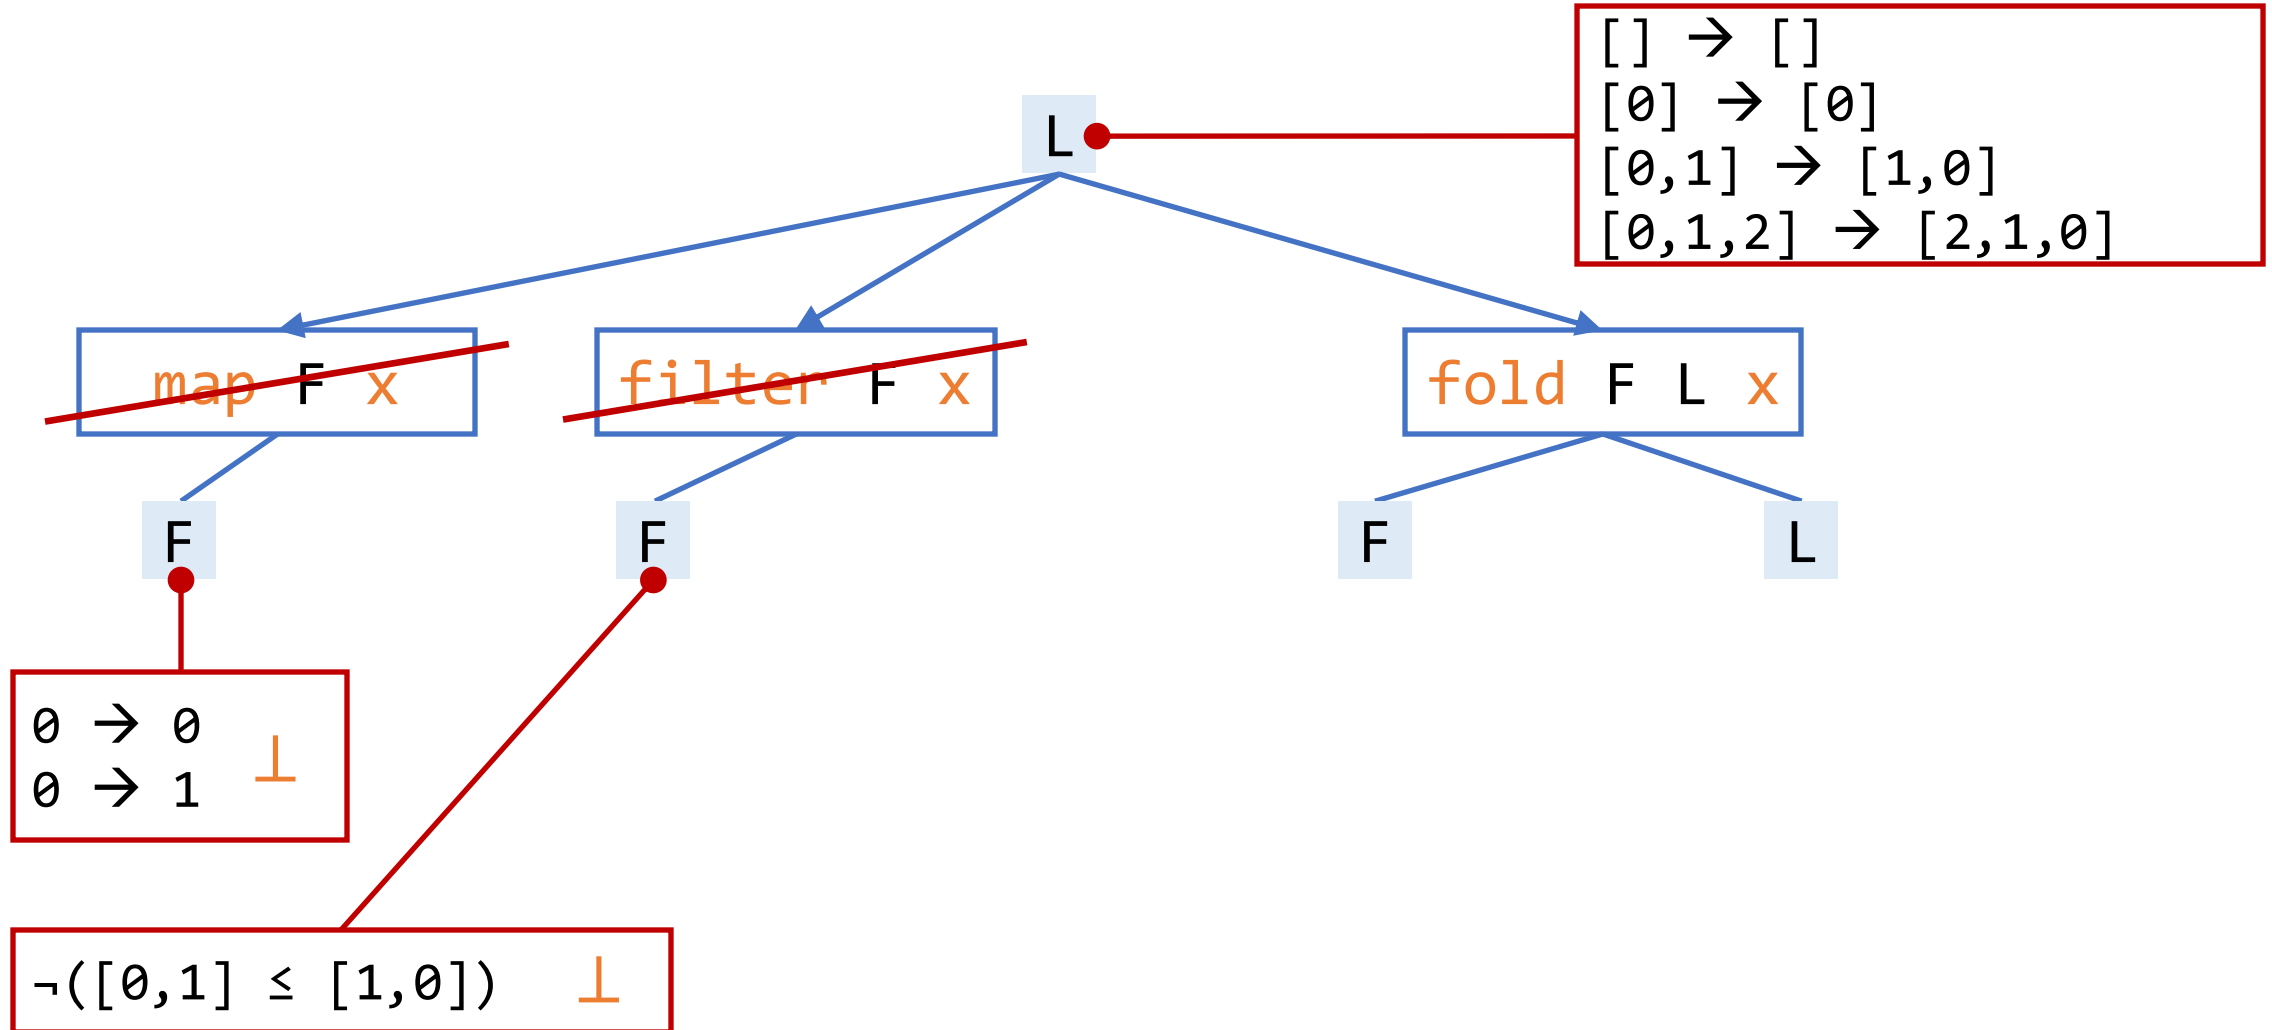 [] → []
[0] → [0]
[0,1] → [1,0]
[0,1,2] → [2,1,0]
L
map F x
filter F x
fold F L x
F
F
F
L
0 → 0
0 → 1
⊥
¬([0,1] ≤ [1,0]) ⊥